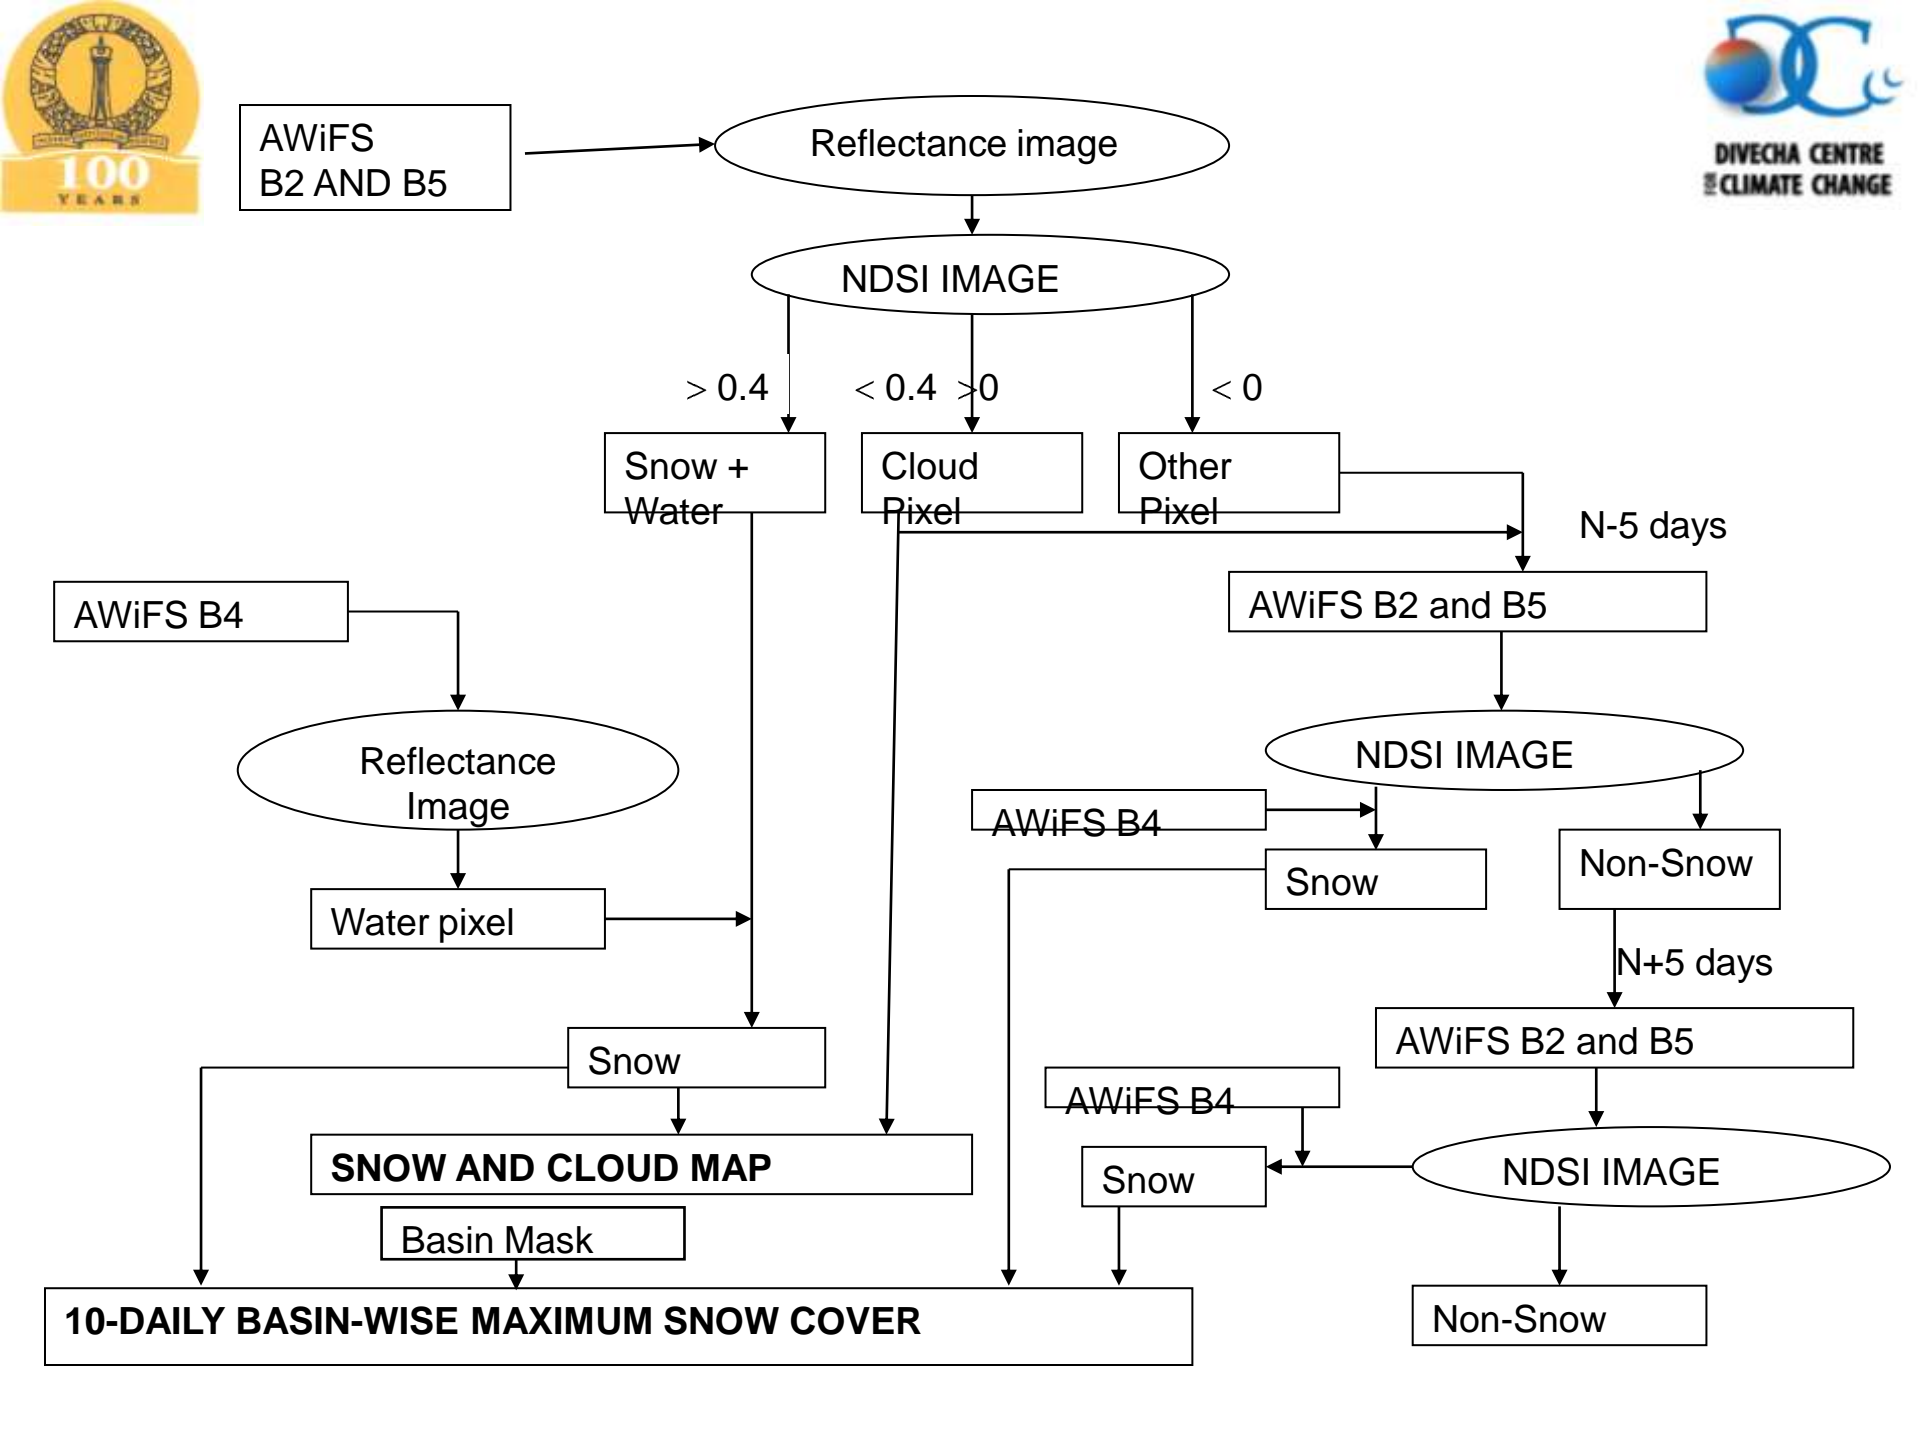 100
YEARS
DIVECHA CENTRE
FOR CLIMATE CHANGE
AWiFS
B2 AND B5
Reflectance image
NDSI IMAGE
> 0.4
< 0.4 >0
< 0
Snow +
Water
Cloud
Pixel
Other
Pixel
N-5 days
AWiFS B4
AWiFS B2 and B5
Reflectance
Image
NDSI IMAGE
AWiFS B4
Snow
Non-Snow
Water pixel
N+5 days
Snow
AWiFS B2 and B5
AWiFS B4
SNOW AND CLOUD MAP
Snow
NDSI IMAGE
Basin Mask
10-DAILY BASIN-WISE MAXIMUM SNOW COVER
Non-Snow